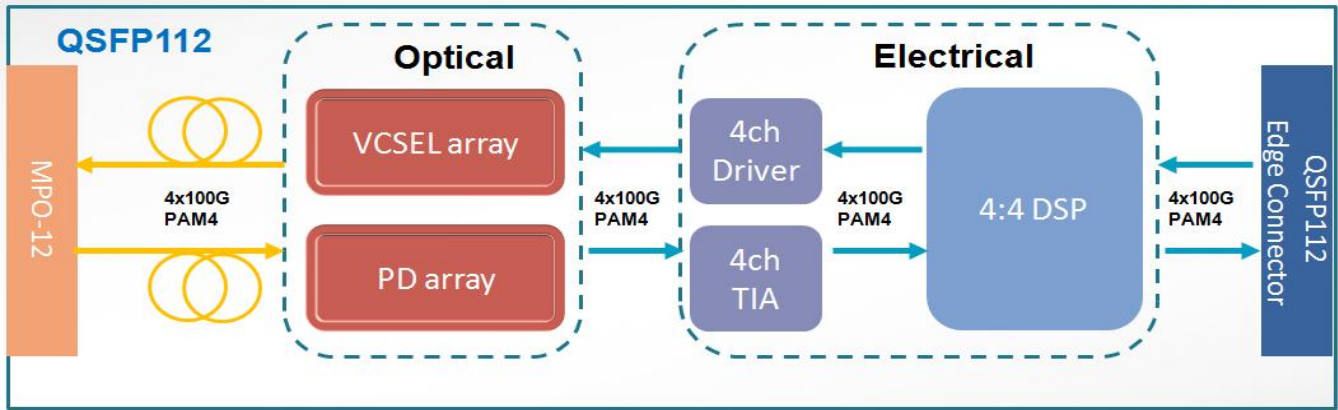 QSFP112
Optical
Electrical
MPO-12
4x100G
PAM4
VCSEL array
PD array
4x100G
PAM4
4ch
Driver
4ch
TIA
4x100G
PAM4
4:4 DSP
4x100G
PAM4
QSFP112
Edge Connector